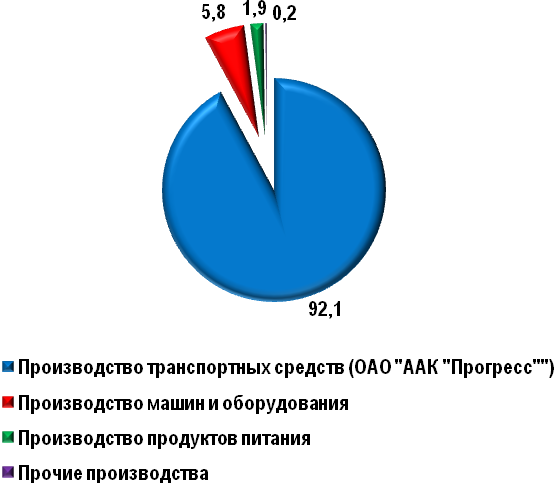 5,8
1,9
0,2
92,1
Производство транспортных средств (ОАО "ААК "Прогресс"")
Производство машин и оборудования
Производство продуктов питания
Прочие производства